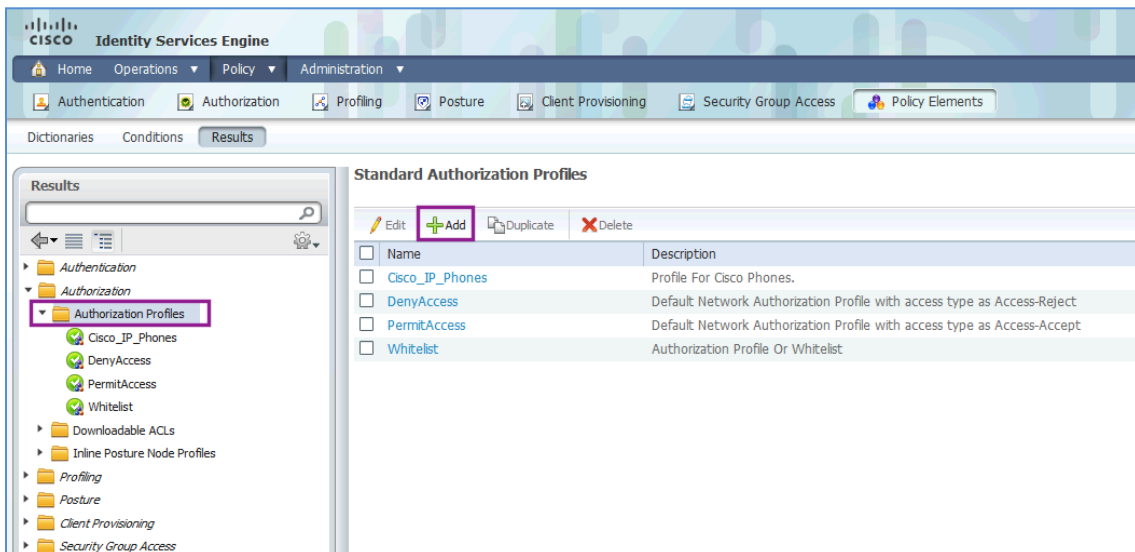 CISCO Identity Services Engine
Home Operations Policy Administration
Authentication Authorization Profiling Posture Client Provisioning Security Group Access Policy Elements
Dictionaries Conditions Results
Results
Standard Authorization Profiles
Edit Add Duplicate Delete
Name Description
Cisco_IP_Phones Profile For Cisco Phones.
DenyAccess Default Network Authorization Profile with access type as Access-Reject
PermitAccess Default Network Authorization Profile with access type as Access-Accept
Whitelist Authorization Profile Or Whitelist
Authentication
Authorization
Authorization Profiles
Cisco_IP_Phones
DenyAccess
PermitAccess
Whitelist
Downloadable ACLs
Inline Posture Node Profiles
Profiling
Posture
Client Provisioning
Security Group Access